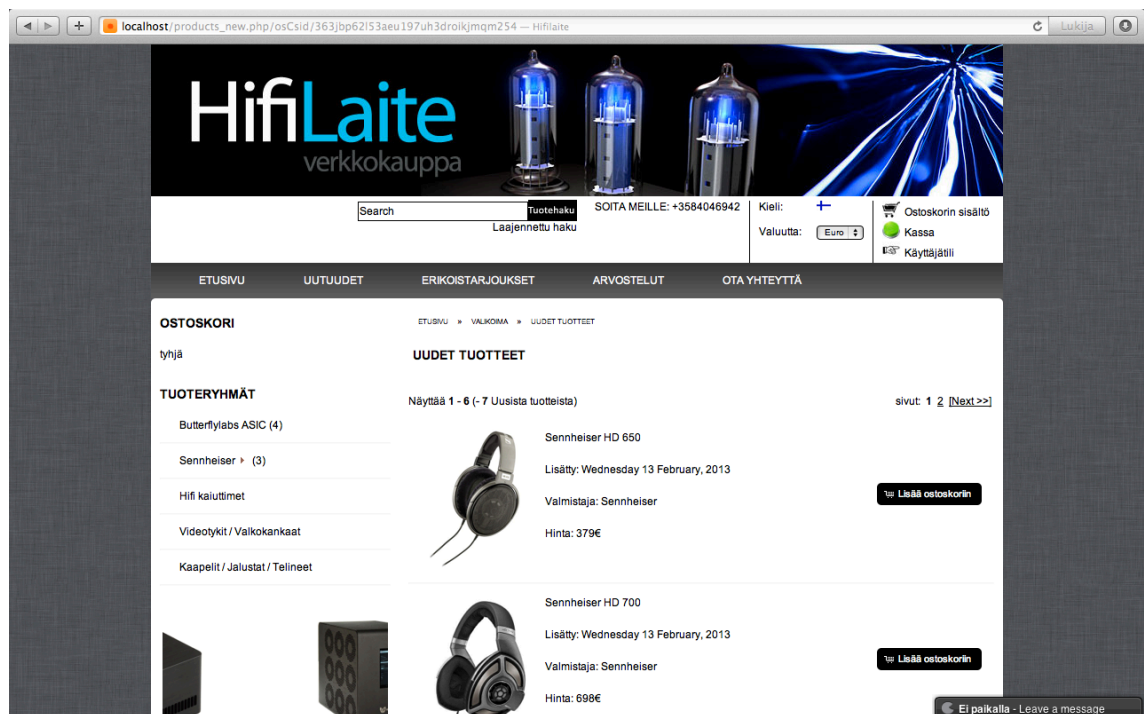 localhost/products_new.php/osCsid/363jbp62l53aeu197uh3droikjmqm254 — Hifilaite
Lukija
HifiLaite
verkkokauppa
Search
Tuotehaku
Laajennettu haku
SOITA MEILLE: +3584046942
Kieli:
Valuutta:
Euro
Ostoskorin sisältö
Kassa
Käyttäjätili
ETUSIVU
UUTUUDET
ERIKOISTARJOUKSET
ARVOSTELUT
OTA YHTEYTTÄ
OSTOSKORI
tyhjä
TUOTERYHMÄT
Butterflylabs ASIC (4)
Sennheiser (3)
Hifi kaiuttimet
Videotykit / Valkokankaat
Kaapelit / Jalustat / Telineet
ETUSIVU » VALIKOIMA » UUDET TUOTTEET
UUDET TUOTTEET
Näyttää 1 - 6 (- 7 Uusista tuotteista)
sivut: 1 2 [Next >>]
Sennheiser HD 650
Lisätty: Wednesday 13 February, 2013
Valmistaja: Sennheiser
Hinta: 379€
Lisää ostoskoriin
Sennheiser HD 700
Lisätty: Wednesday 13 February, 2013
Valmistaja: Sennheiser
Hinta: 698€
Lisää ostoskoriin
Ei paikalla - Leave a message